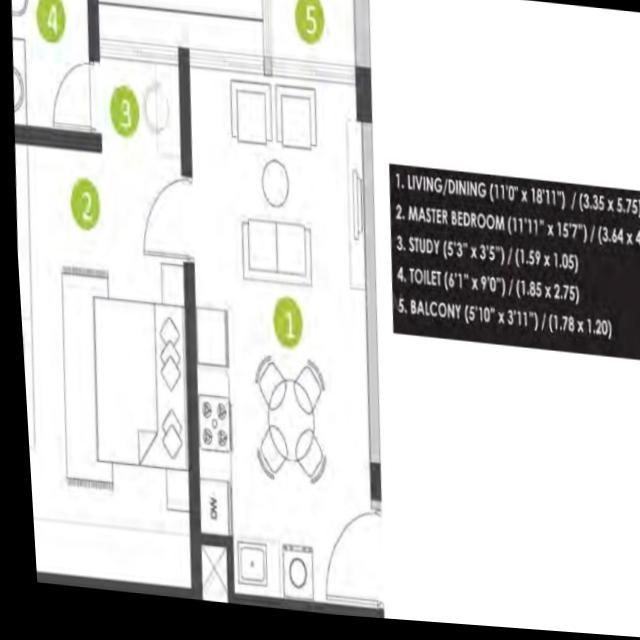 4
5
3
2
1
1. LIVING/DINING (11'0" x 18'11") / (3.35 x 5.75
2. MASTER BEDROOM (11'11" x 15'7") / (3.64 x 4
3. STUDY (5'3" x 3'5") / (1.59 x 1.05)
4. TOILET (6'1" x 9'0") / (1.85 x 2.75)
5. BALCONY (5'10" x 3'11") / (1.78 x 1.20)